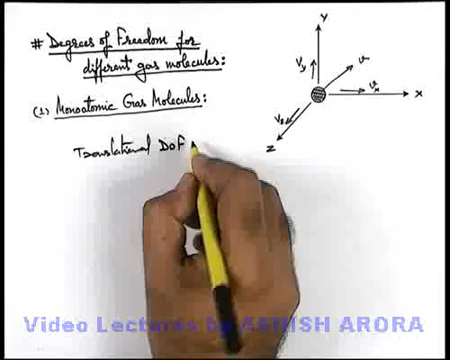 # Degrees of Freedom for
different gas molecules:
(1) Monoatomic Gas Molecules:
Translational DoF
Y
Vy
v
vx
X
Vz
Z
Video Lectures by ASHISH ARORA